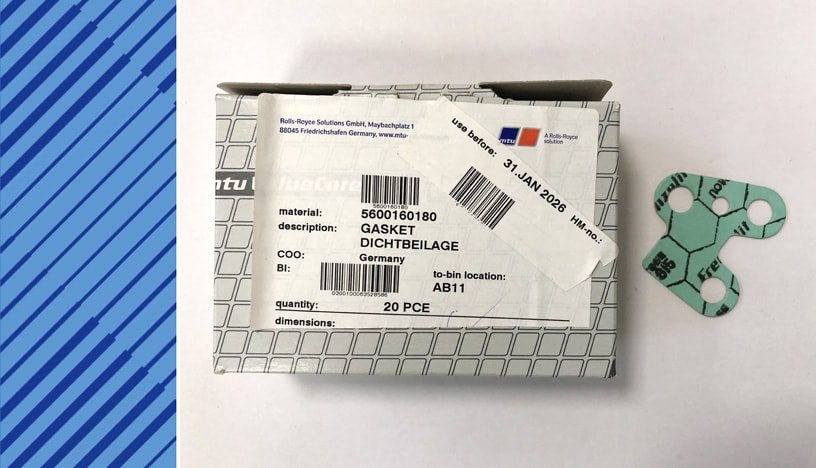 Rolls-Royce Solutions GmbH, Maybachplatz 1
88045 Friedrichshafen Germany, www.mtu-
mtu
A Rolls-Royce
solution
use before: 31.JAN 2026 HM-no.:
mtu ValueCare
5600160180
material: 5600160180
description: GASKET
DICHTBEILAGE
COO: Germany
BI:
to-bin location:
AB11
quantity: 20 PCE
dimensions: